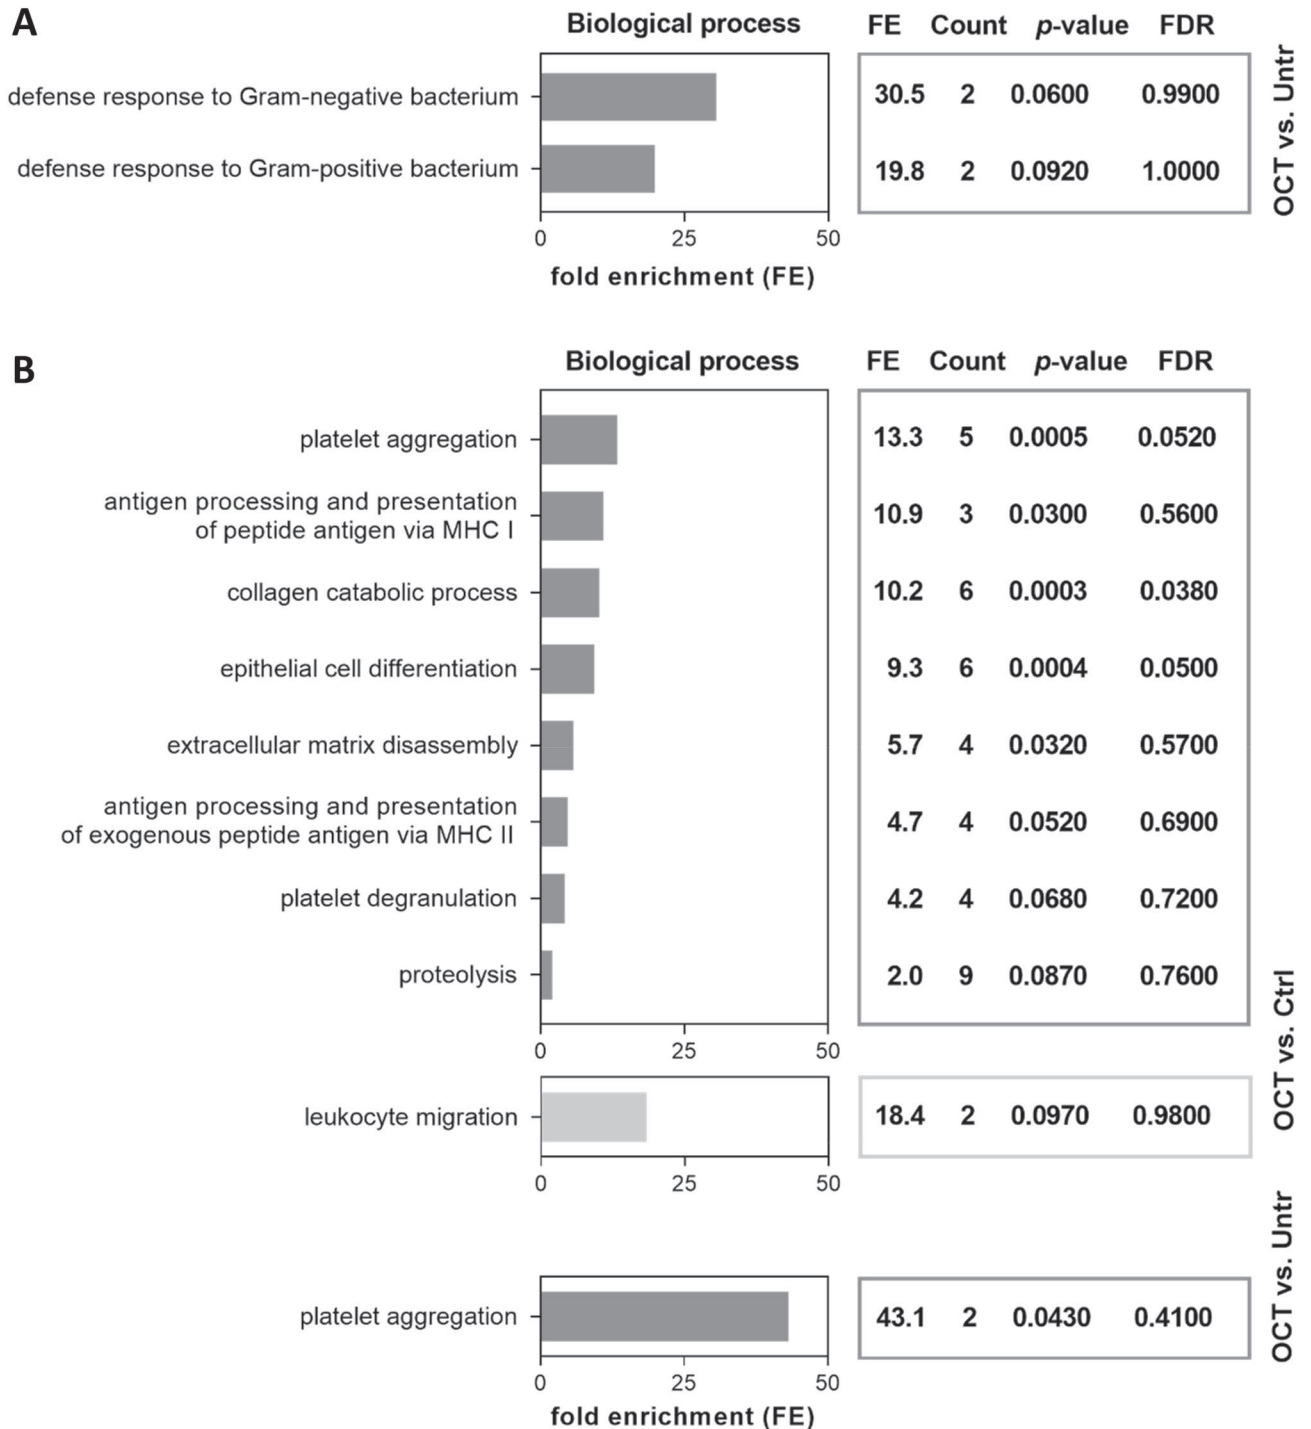 A
Biological process FE Count p-value FDR
defense response to Gram-negative bacterium 30.5 2 0.0600 0.9900
defense response to Gram-positive bacterium 19.8 2 0.0920 1.0000
OCT vs. Untr
0 25 50
fold enrichment (FE)
B
Biological process FE Count p-value FDR
platelet aggregation 13.3 5 0.0005 0.0520
antigen processing and presentation
of peptide antigen via MHC I 10.9 3 0.0300 0.5600
collagen catabolic process 10.2 6 0.0003 0.0380
epithelial cell differentiation 9.3 6 0.0004 0.0500
extracellular matrix disassembly 5.7 4 0.0320 0.5700
antigen processing and presentation
of exogenous peptide antigen via MHC II 4.7 4 0.0520 0.6900
platelet degranulation 4.2 4 0.0680 0.7200
proteolysis 2.0 9 0.0870 0.7600
0 25 50
OCT vs. Ctrl
leukocyte migration 18.4 2 0.0970 0.9800
0 25 50
platelet aggregation 43.1 2 0.0430 0.4100
OCT vs. Untr
0 25 50
fold enrichment (FE)